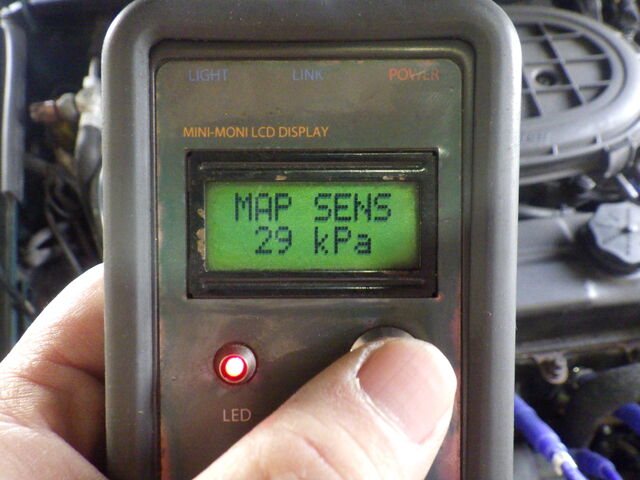 LIGHT LINK POWER
MINI-MONI LCD DISPLAY
MAP SENS
29 kPa
LED